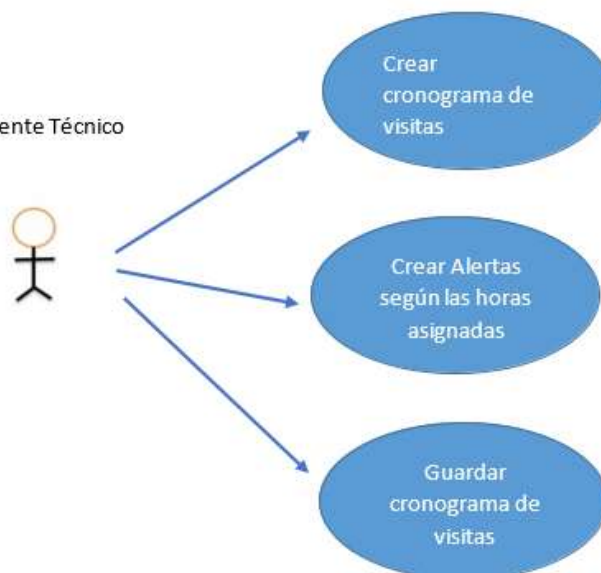 Crear
cronograma de
visitas
ente Técnico
Crear Alertas
según las horas
asignadas
Guardar
cronograma de
visitas